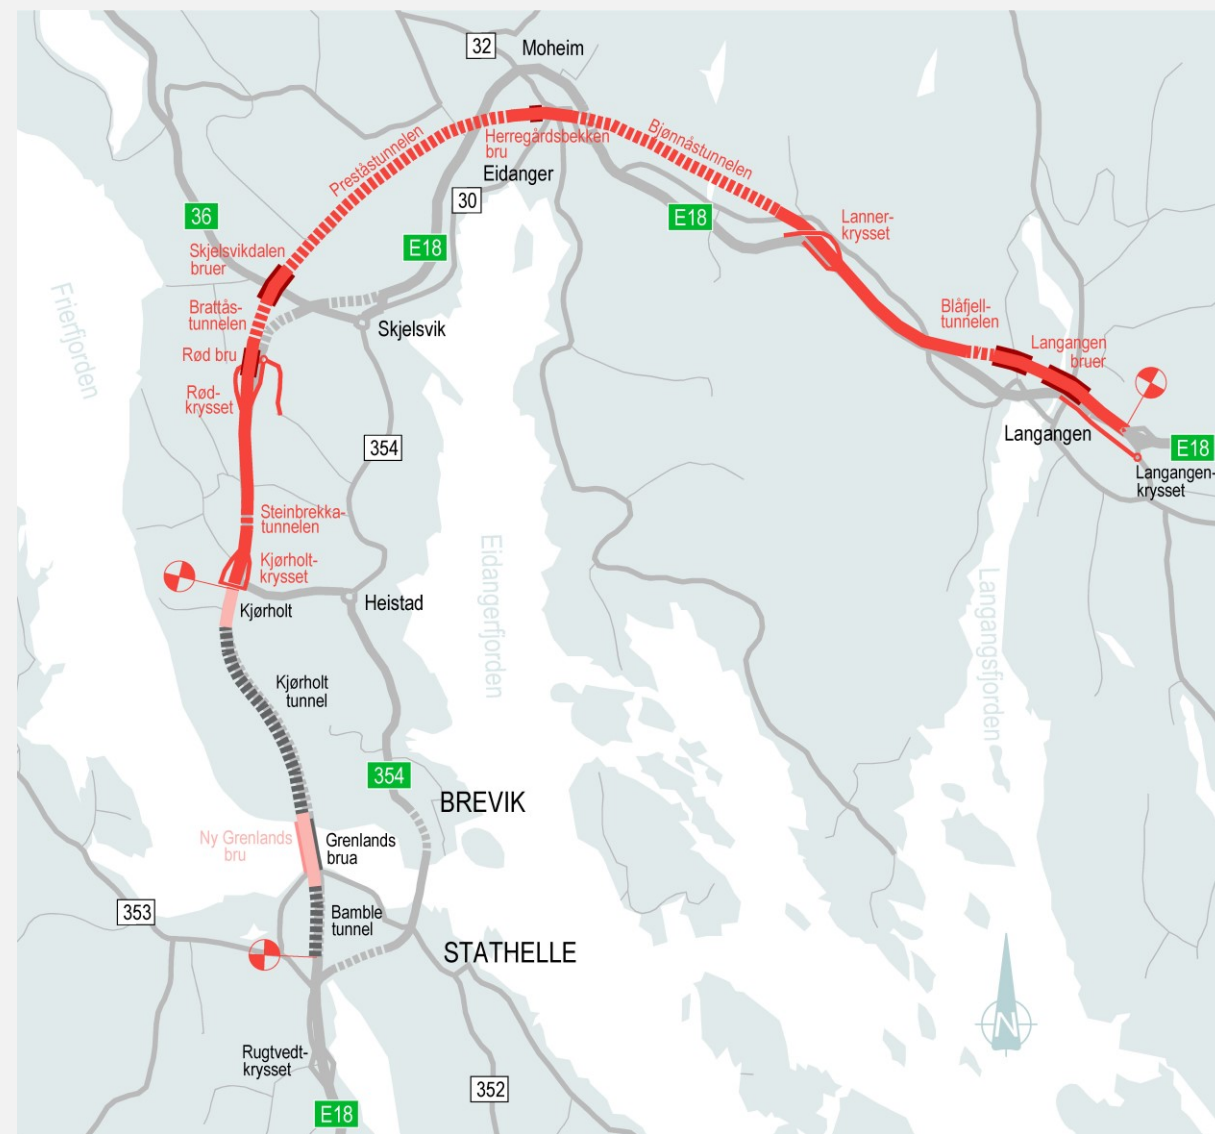 32
Moheim
Herregårdsbekken
bru
Eidanger
Preståstunnelen
Bjønnåstunnelen
30
36
E18
E18
Lanner-
krysset
Skjelsvikdalen
bruer
Frierfjorden
Brattås-
tunnelen
Skjelsvik
Rød bru
Rød-
krysset
Blåfjell-
tunnelen
Langangen
bruer
Langangen
E18
Langangen-
krysset
354
Steinbrekka-
tunnelen
Kjørholt-
krysset
Kjørholt
Heistad
Eidangerfjorden
Langangsfjorden
Kjørholt
tunnel
354
BREVIK
Ny Grenlands
bru
Grenlands
brua
353
Bamble
tunnel
STATHELLE
N
Rugtvedt-
krysset
352
E18